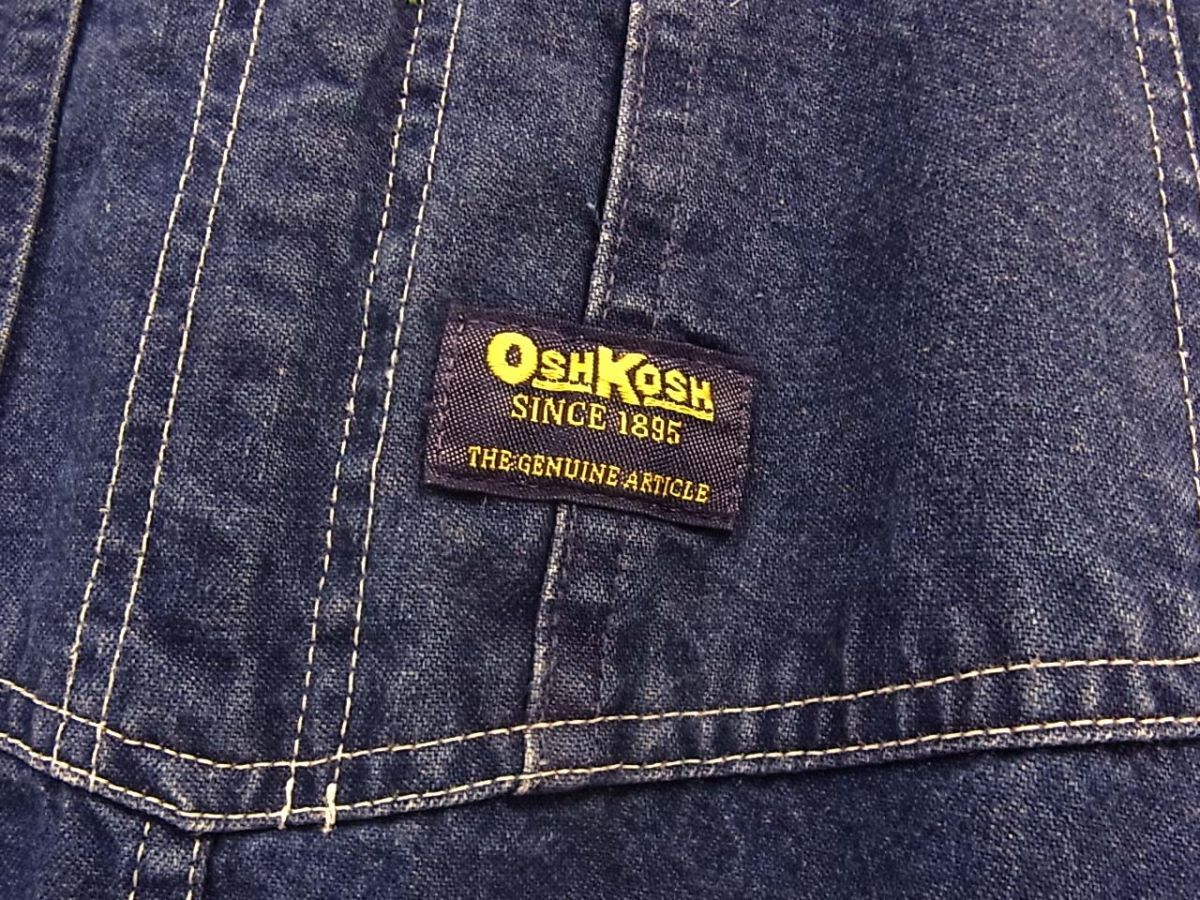 OSHKOSH
SINCE 1895
THE GENUINE ARTICLE